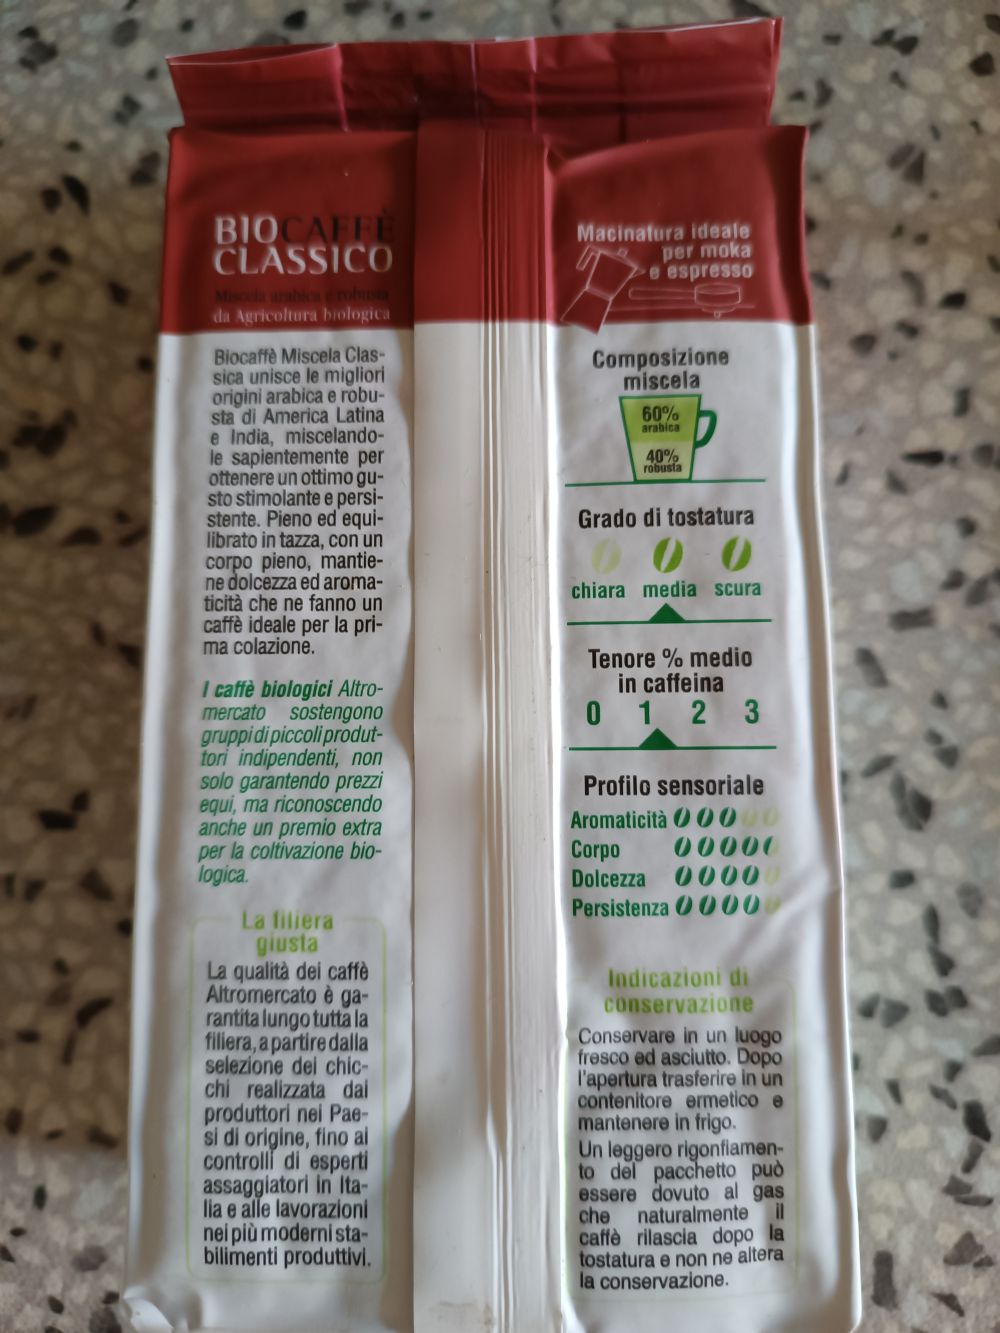 BIOCAFFÈ
CLASSICO
Miscela arabica e robusta
da Agricoltura biologica
Biocaffè Miscela Clas-
sica unisce le migliori
origini arabica e robu-
sta di America Latina
e India, miscelando-
le sapientemente per
ottenere un ottimo gu-
sto stimolante e persi-
stente. Pieno ed equi-
librato in tazza, con un
corpo pieno, mantie-
ne dolcezza ed aroma-
ticità che ne fanno un
caffè ideale per la pri-
ma colazione.
I caffè biologici Altro-
mercato sostengono
gruppi di piccoli produt-
tori indipendenti, non
solo garantendo prezzi
equi, ma riconoscendo
anche un premio extra
per la coltivazione bio-
logica.
La filiera
giusta
La qualità dei caffè
Altromercato è ga-
rantita lungo tutta la
filiera, a partire dalla
selezione dei chic-
chi realizzata dai
produttori nei Pae-
si di origine, fino ai
controlli di esperti
assaggiatori in Ita-
lia e alle lavorazioni
nei più moderni sta-
bilimenti produttivi.
Macinatura ideale
per moka
e espresso
Composizione
miscela
60%
arabica
40%
robusta
Grado di tostatura
chiara media scura
Tenore % medio
in caffeina
0 1 2 3
Profilo sensoriale
Aromaticità
Corpo
Dolcezza
Persistenza
Indicazioni di
conservazione
Conservare in un luogo
fresco ed asciutto. Dopo
l'apertura trasferire in un
contenitore ermetico e
mantenere in frigo.
Un leggero rigonfiamen-
to del pacchetto può
essere dovuto al gas
che naturalmente il
caffè rilascia dopo la
tostatura e non ne altera
la conservazione.